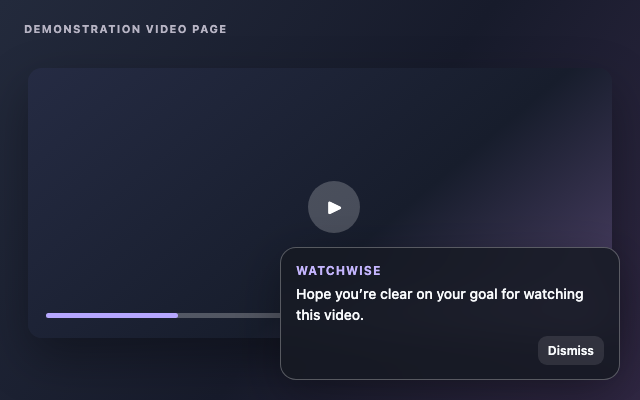 DEMONSTRATION VIDEO PAGE
WATCHWISE
Hope you’re clear on your goal for watching
this video.
Dismiss